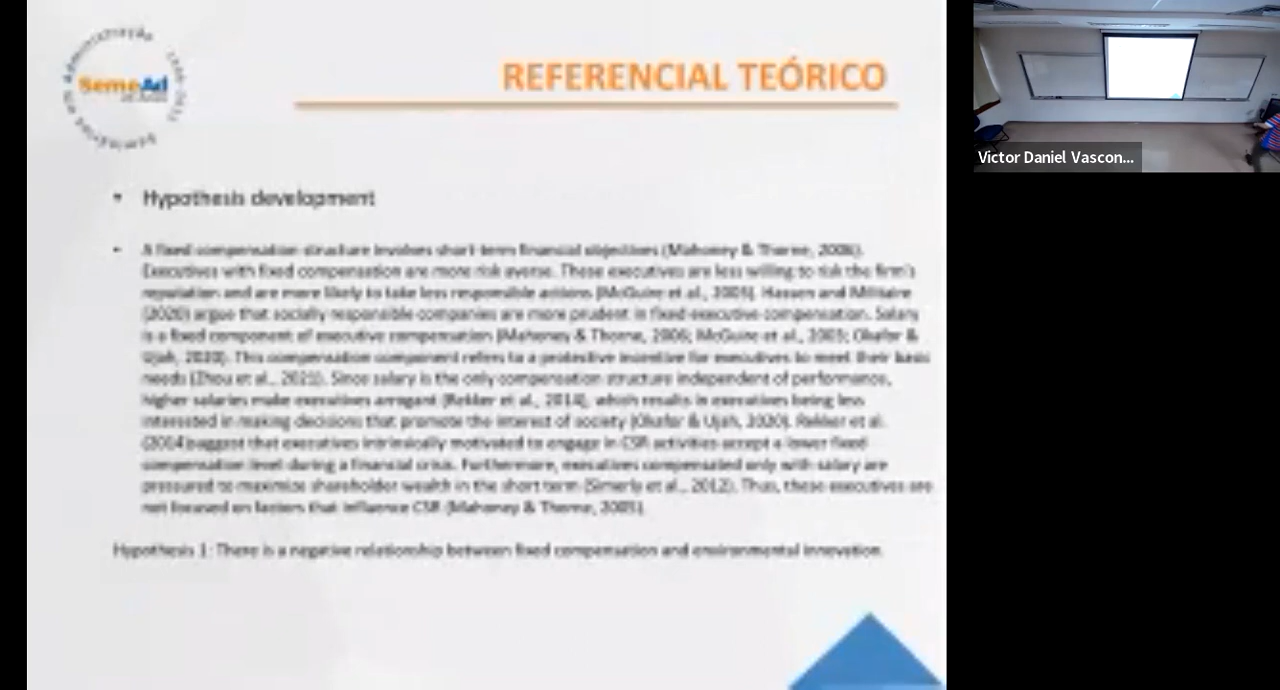 SemeAd
REFERENCIAL TEÓRICO
Victor Daniel Vascon...
• Hypothesis development
• A fixed compensation structure involves short-term financial objectives (Mahoney & Thorne, 2006).
Executives with fixed compensation are more risk averse. These executives are less willing to risk the firm's
reputation and are more likely to take less responsible actions (McGuire et al., 2003). Hassen and
(2020) argue that socially responsible companies are more prudent in fixed executive compensation. Salary
is a fixed component of executive compensation (Mahoney & Thorne, 2006; McGuire et al., 2003; Okafor &
Ujah, 2020). This compensation component refers to a protective incentive for executives to meet their basic
needs (Zhou et al., 2021). Since salary is the only compensation structure independent of performance,
higher salaries make executives arrogant (Rekker et al., 2014), which results in executives being less
interested in making decisions that promote the interest of society (Okafor & Ujah, 2020). Rekker et al.
(2014)suggest that executives intrinsically motivated to engage in CSR activities accept a lower fixed
compensation level during a financial crisis. Furthermore, executives compensated only with salary are
pressured to maximize shareholder wealth in the short term (Simerly et al., 2012). Thus, these executives are
not focused on factors that influence CSR (Mahoney & Thorne, 2005).
Hypothesis 1: There is a negative relationship between fixed compensation and environmental innovation.